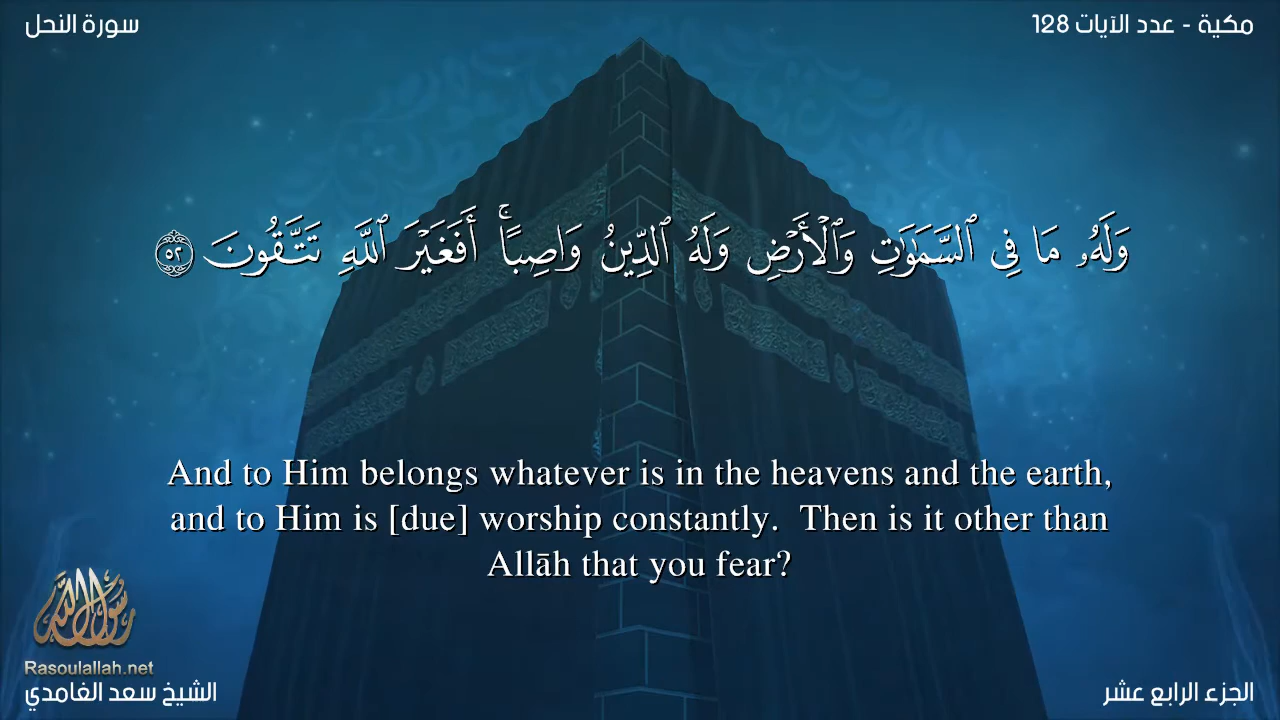 سورة النحل
مكية - عدد الآيات 128
وَلَهُۥ مَا فِى ٱلسَّمَـٰوَٰتِ وَٱلْأَرْضِ وَلَهُ ٱلدِّينُ وَاصِبًا ۚ أَفَغَيْرَ ٱللَّهِ تَتَّقُونَ ٥٢
And to Him belongs whatever is in the heavens and the earth,
and to Him is [due] worship constantly. Then is it other than
Allāh that you fear?
رسول الله
Rasoulallah.net
الشيخ سعد الغامدي
الجزء الرابع عشر